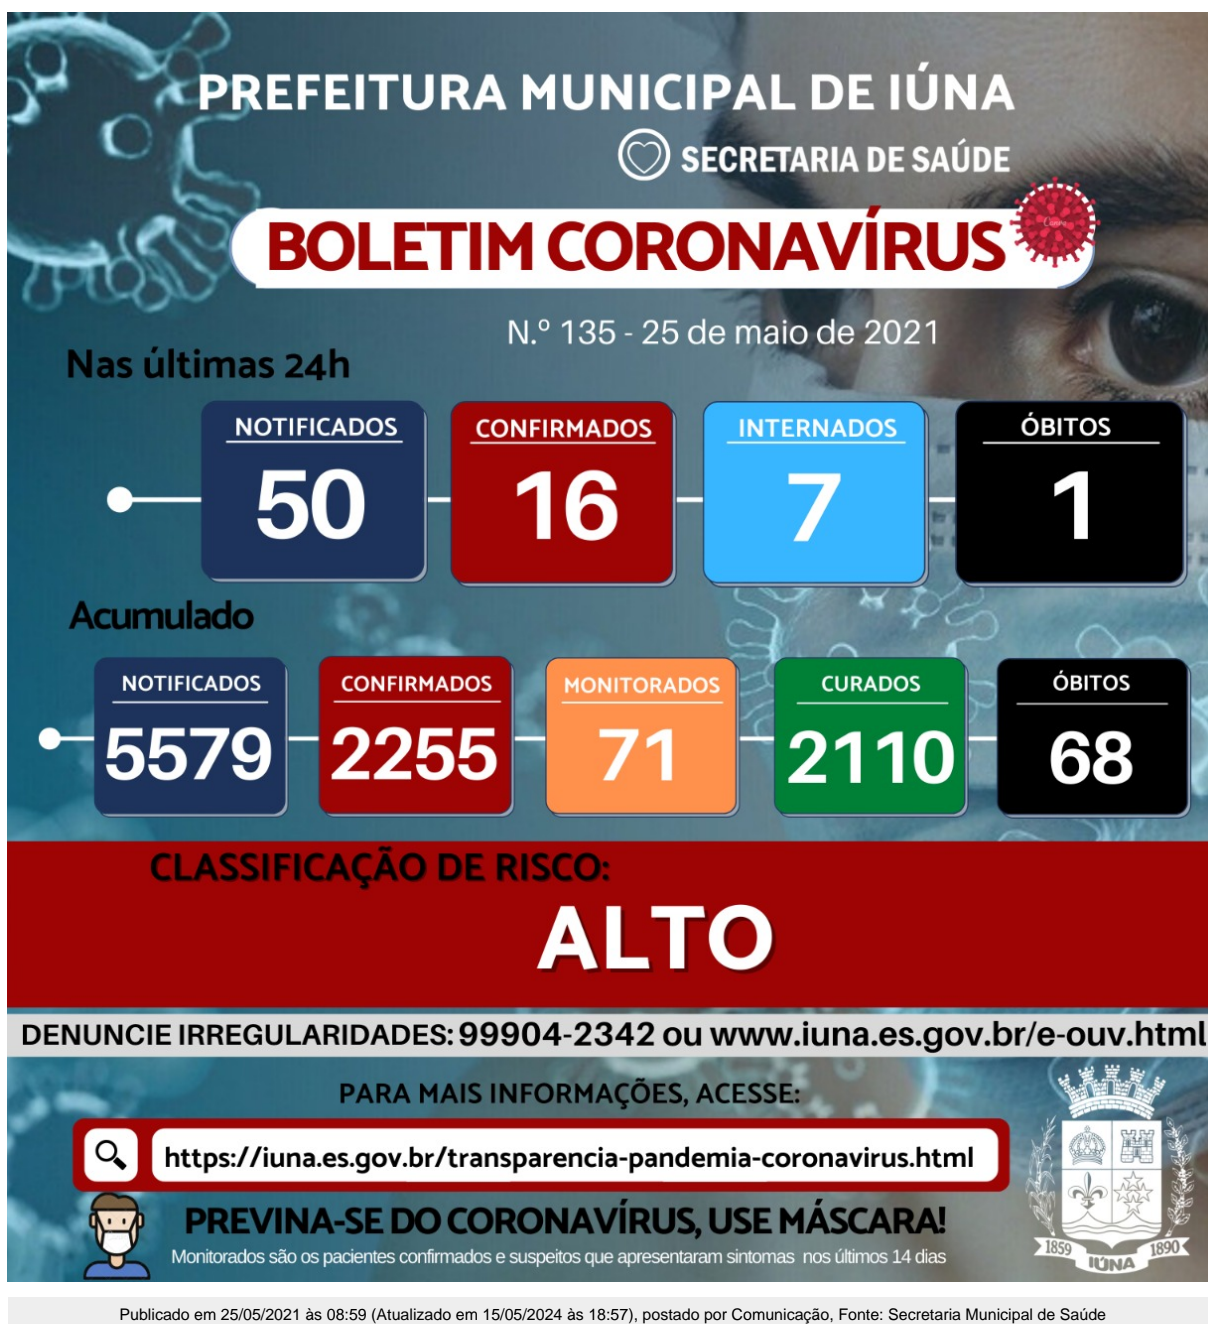 PREFEITURA MUNICIPAL DE IÚNA
SECRETARIA DE SAÚDE
BOLETIM CORONAVÍRUS
Canva
N.º 135 - 25 de maio de 2021
Nas últimas 24h
NOTIFICADOS
50
CONFIRMADOS
16
INTERNADOS
7
ÓBITOS
1
Acumulado
NOTIFICADOS
5579
CONFIRMADOS
2255
MONITORADOS
71
CURADOS
2110
ÓBITOS
68
CLASSIFICAÇÃO DE RISCO:
ALTO
DENUNCIE IRREGULARIDADES: 99904-2342 ou www.iuna.es.gov.br/e-ouv.html
PARA MAIS INFORMAÇÕES, ACESSE:
https://iuna.es.gov.br/transparencia-pandemia-coronavirus.html
PREVINA-SE DO CORONAVÍRUS, USE MÁSCARA!
Monitorados são os pacientes confirmados e suspeitos que apresentaram sintomas nos últimos 14 dias
1859 IÚNA 1890
Publicado em 25/05/2021 às 08:59 (Atualizado em 15/05/2024 às 18:57), postado por Comunicação, Fonte: Secretaria Municipal de Saúde